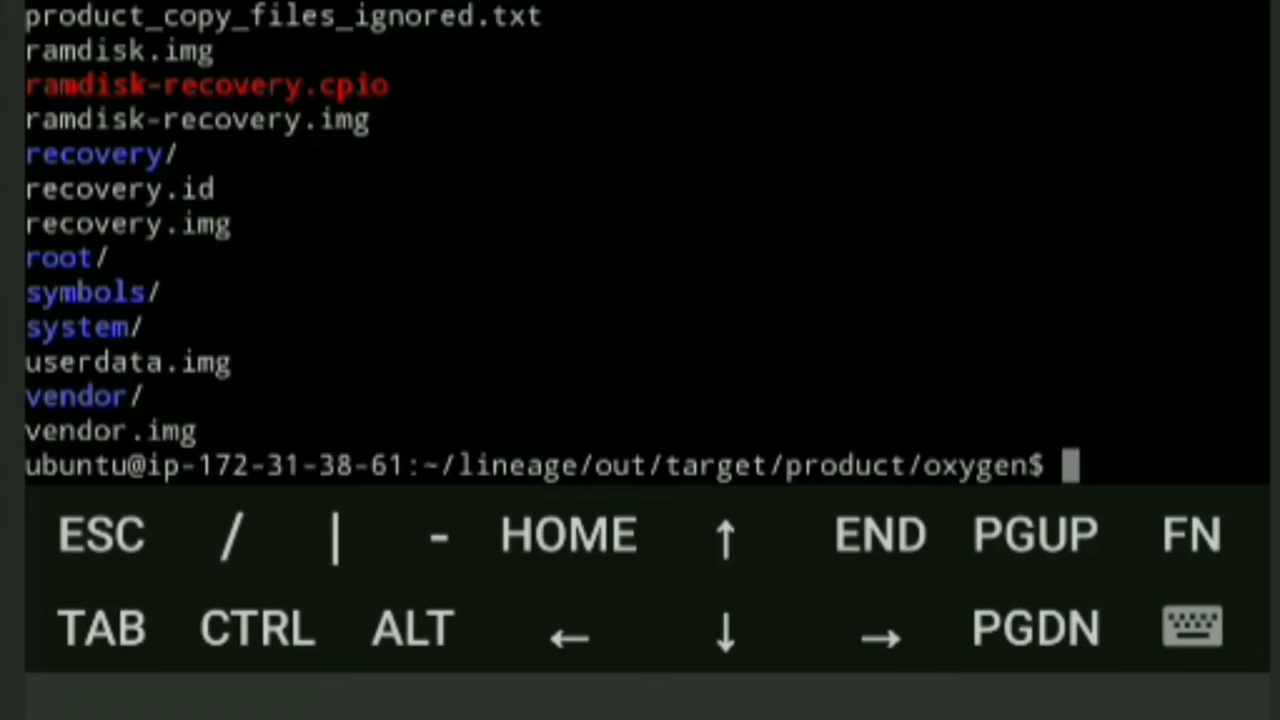 product_copy_files_ignored.txt
ramdisk.img
ramdisk-recovery.cpio
ramdisk-recovery.img
recovery/
recovery.id
recovery.img
root/
symbols/
system/
userdata.img
vendor/
vendor.img
ubuntu@ip-172-31-38-61:~/lineage/out/target/product/oxygen$
ESC / | - HOME ↑ END PGUP FN
TAB CTRL ALT ← ↓ → PGDN